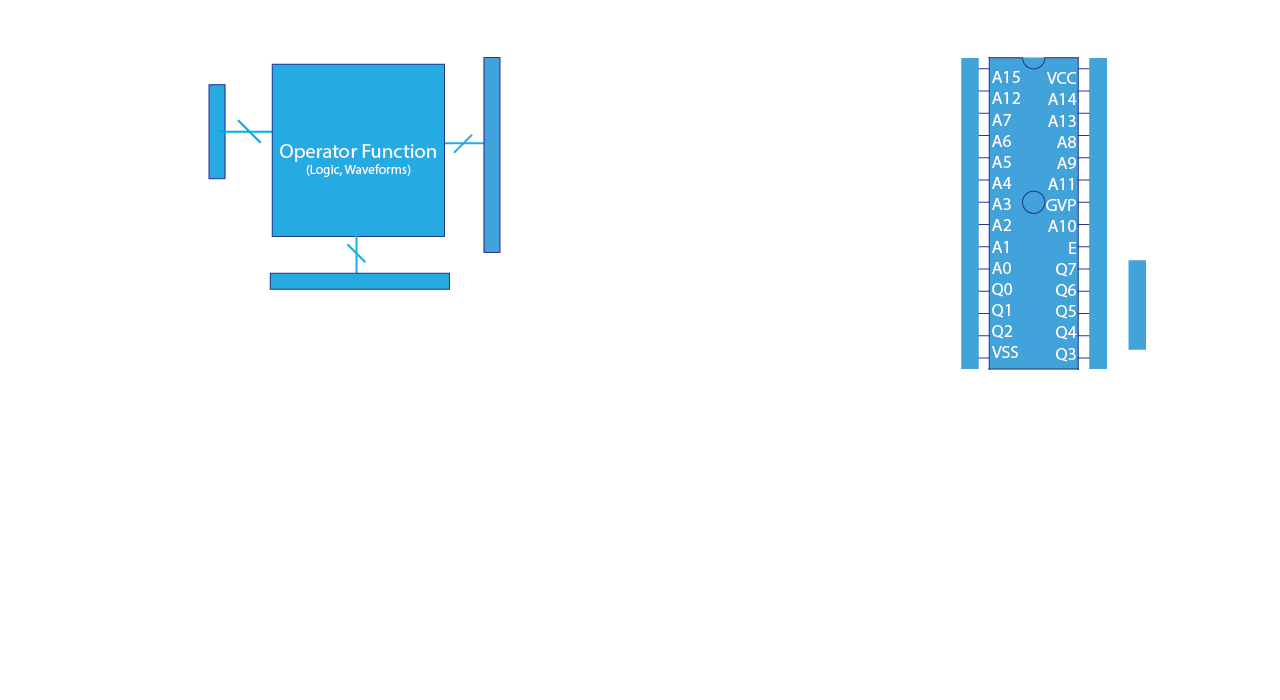 Operator Function
(Logic, Waveforms)
A15 VCC
A12 A14
A7 A13
A6 A8
A5 A9
A4 A11
A3 GVP
A2 A10
A1 E
A0 Q7
Q0 Q6
Q1 Q5
Q2 Q4
VSS Q3